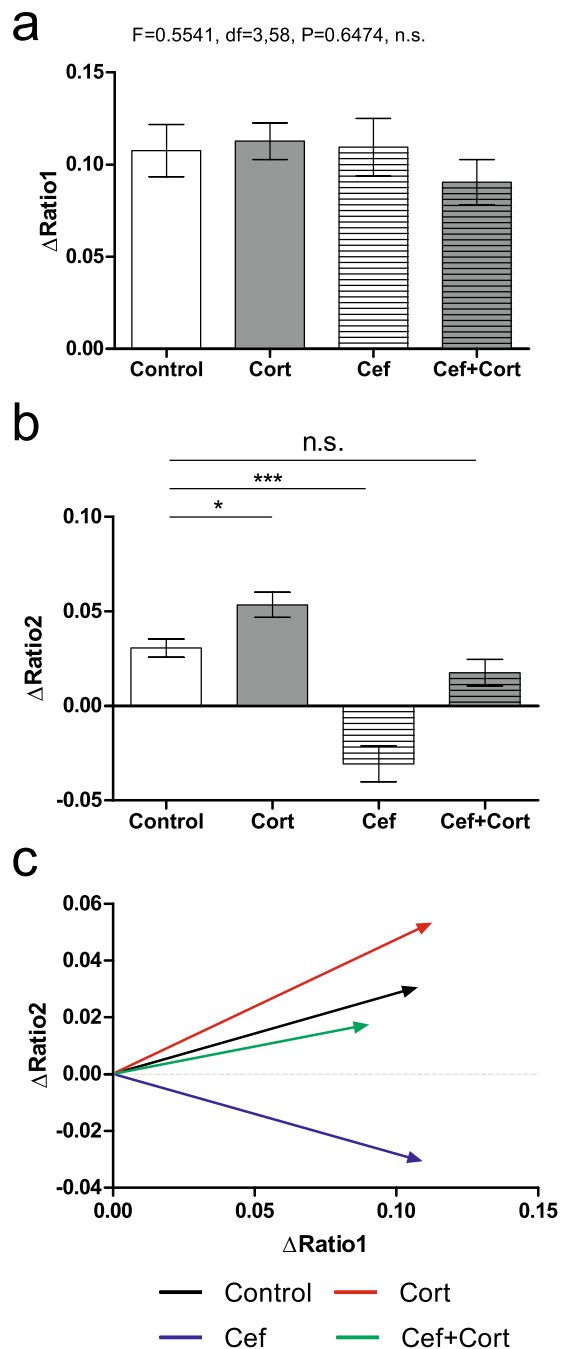 a
F=0.5541, df=3,58, P=0.6474, n.s.
0.15
0.10
0.05
0.00
ΔRatio1
Control Cort Cef Cef+Cort
b
n.s.
***
*
0.10
0.05
0.00
-0.05
ΔRatio2
Control Cort Cef Cef+Cort
c
0.06
0.04
0.02
0.00
-0.02
-0.04
ΔRatio2
0.00 0.05 0.10 0.15
ΔRatio1
Control Cort
Cef Cef+Cort